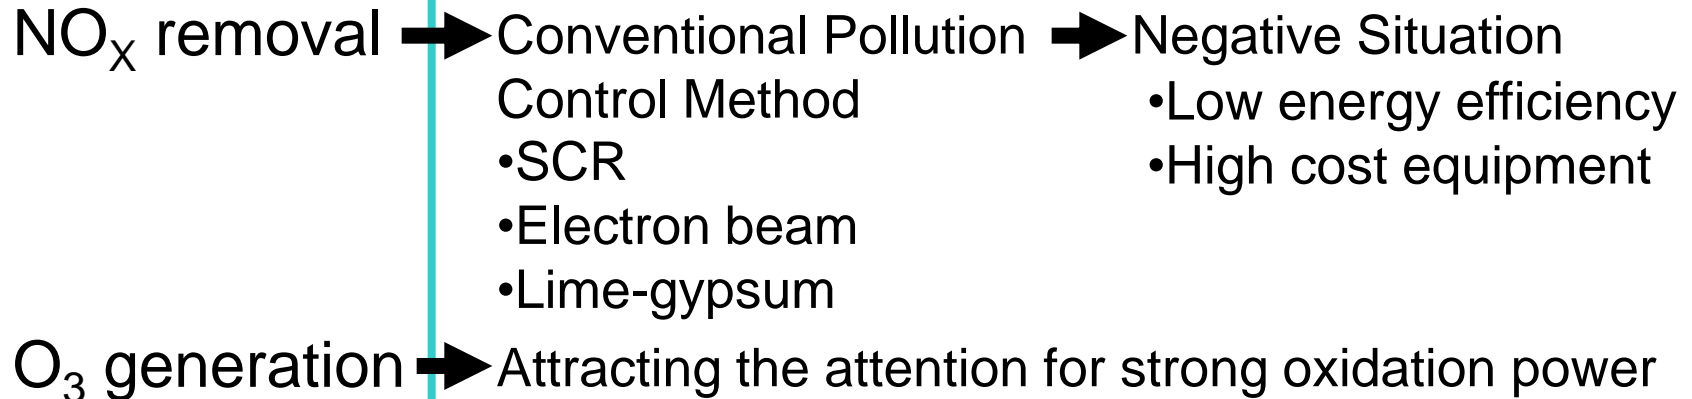 NOX removal Conventional Pollution Negative Situation
Control Method •Low energy efficiency
•SCR •High cost equipment
•Electron beam
•Lime-gypsum
O3 generation Attracting the attention for strong oxidation power